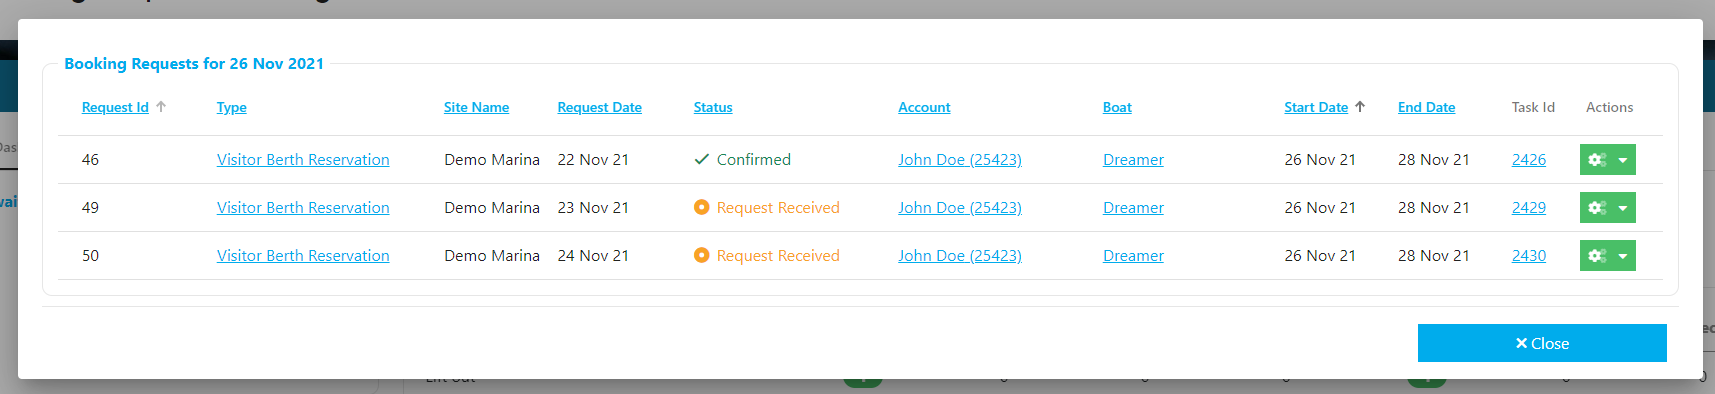 Booking Requests for 26 Nov 2021
Request Id Type Site Name Request Date Status Account Boat Start Date End Date Task Id Actions
46 Visitor Berth Reservation Demo Marina 22 Nov 21 Confirmed John Doe (25423) Dreamer 26 Nov 21 28 Nov 21 2426
49 Visitor Berth Reservation Demo Marina 23 Nov 21 Request Received John Doe (25423) Dreamer 26 Nov 21 28 Nov 21 2429
50 Visitor Berth Reservation Demo Marina 24 Nov 21 Request Received John Doe (25423) Dreamer 26 Nov 21 28 Nov 21 2430
Close